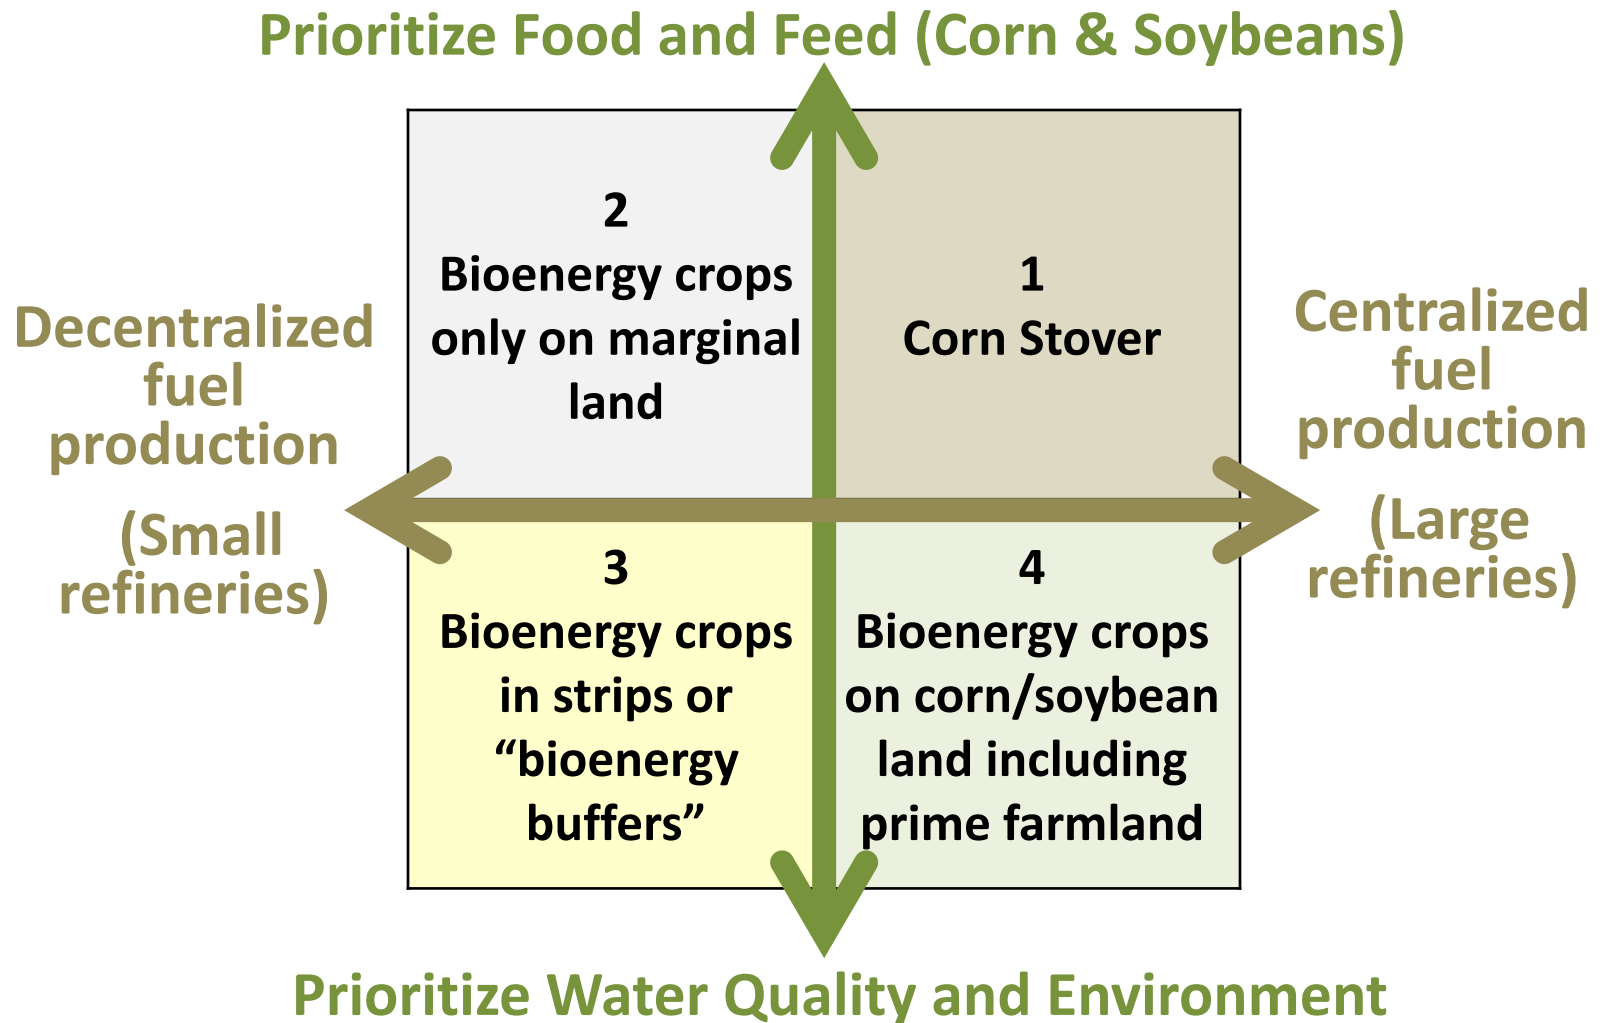 Prioritize Food and Feed (Corn & Soybeans)
2
Bioenergy crops
only on marginal
land
1
Corn Stover
Decentralized
fuel
production
(Small
refineries)
Centralized
fuel
production
(Large
refineries)
3
Bioenergy crops
in strips or
“bioenergy
buffers”
4
Bioenergy crops
on corn/soybean
land including
prime farmland
Prioritize Water Quality and Environment